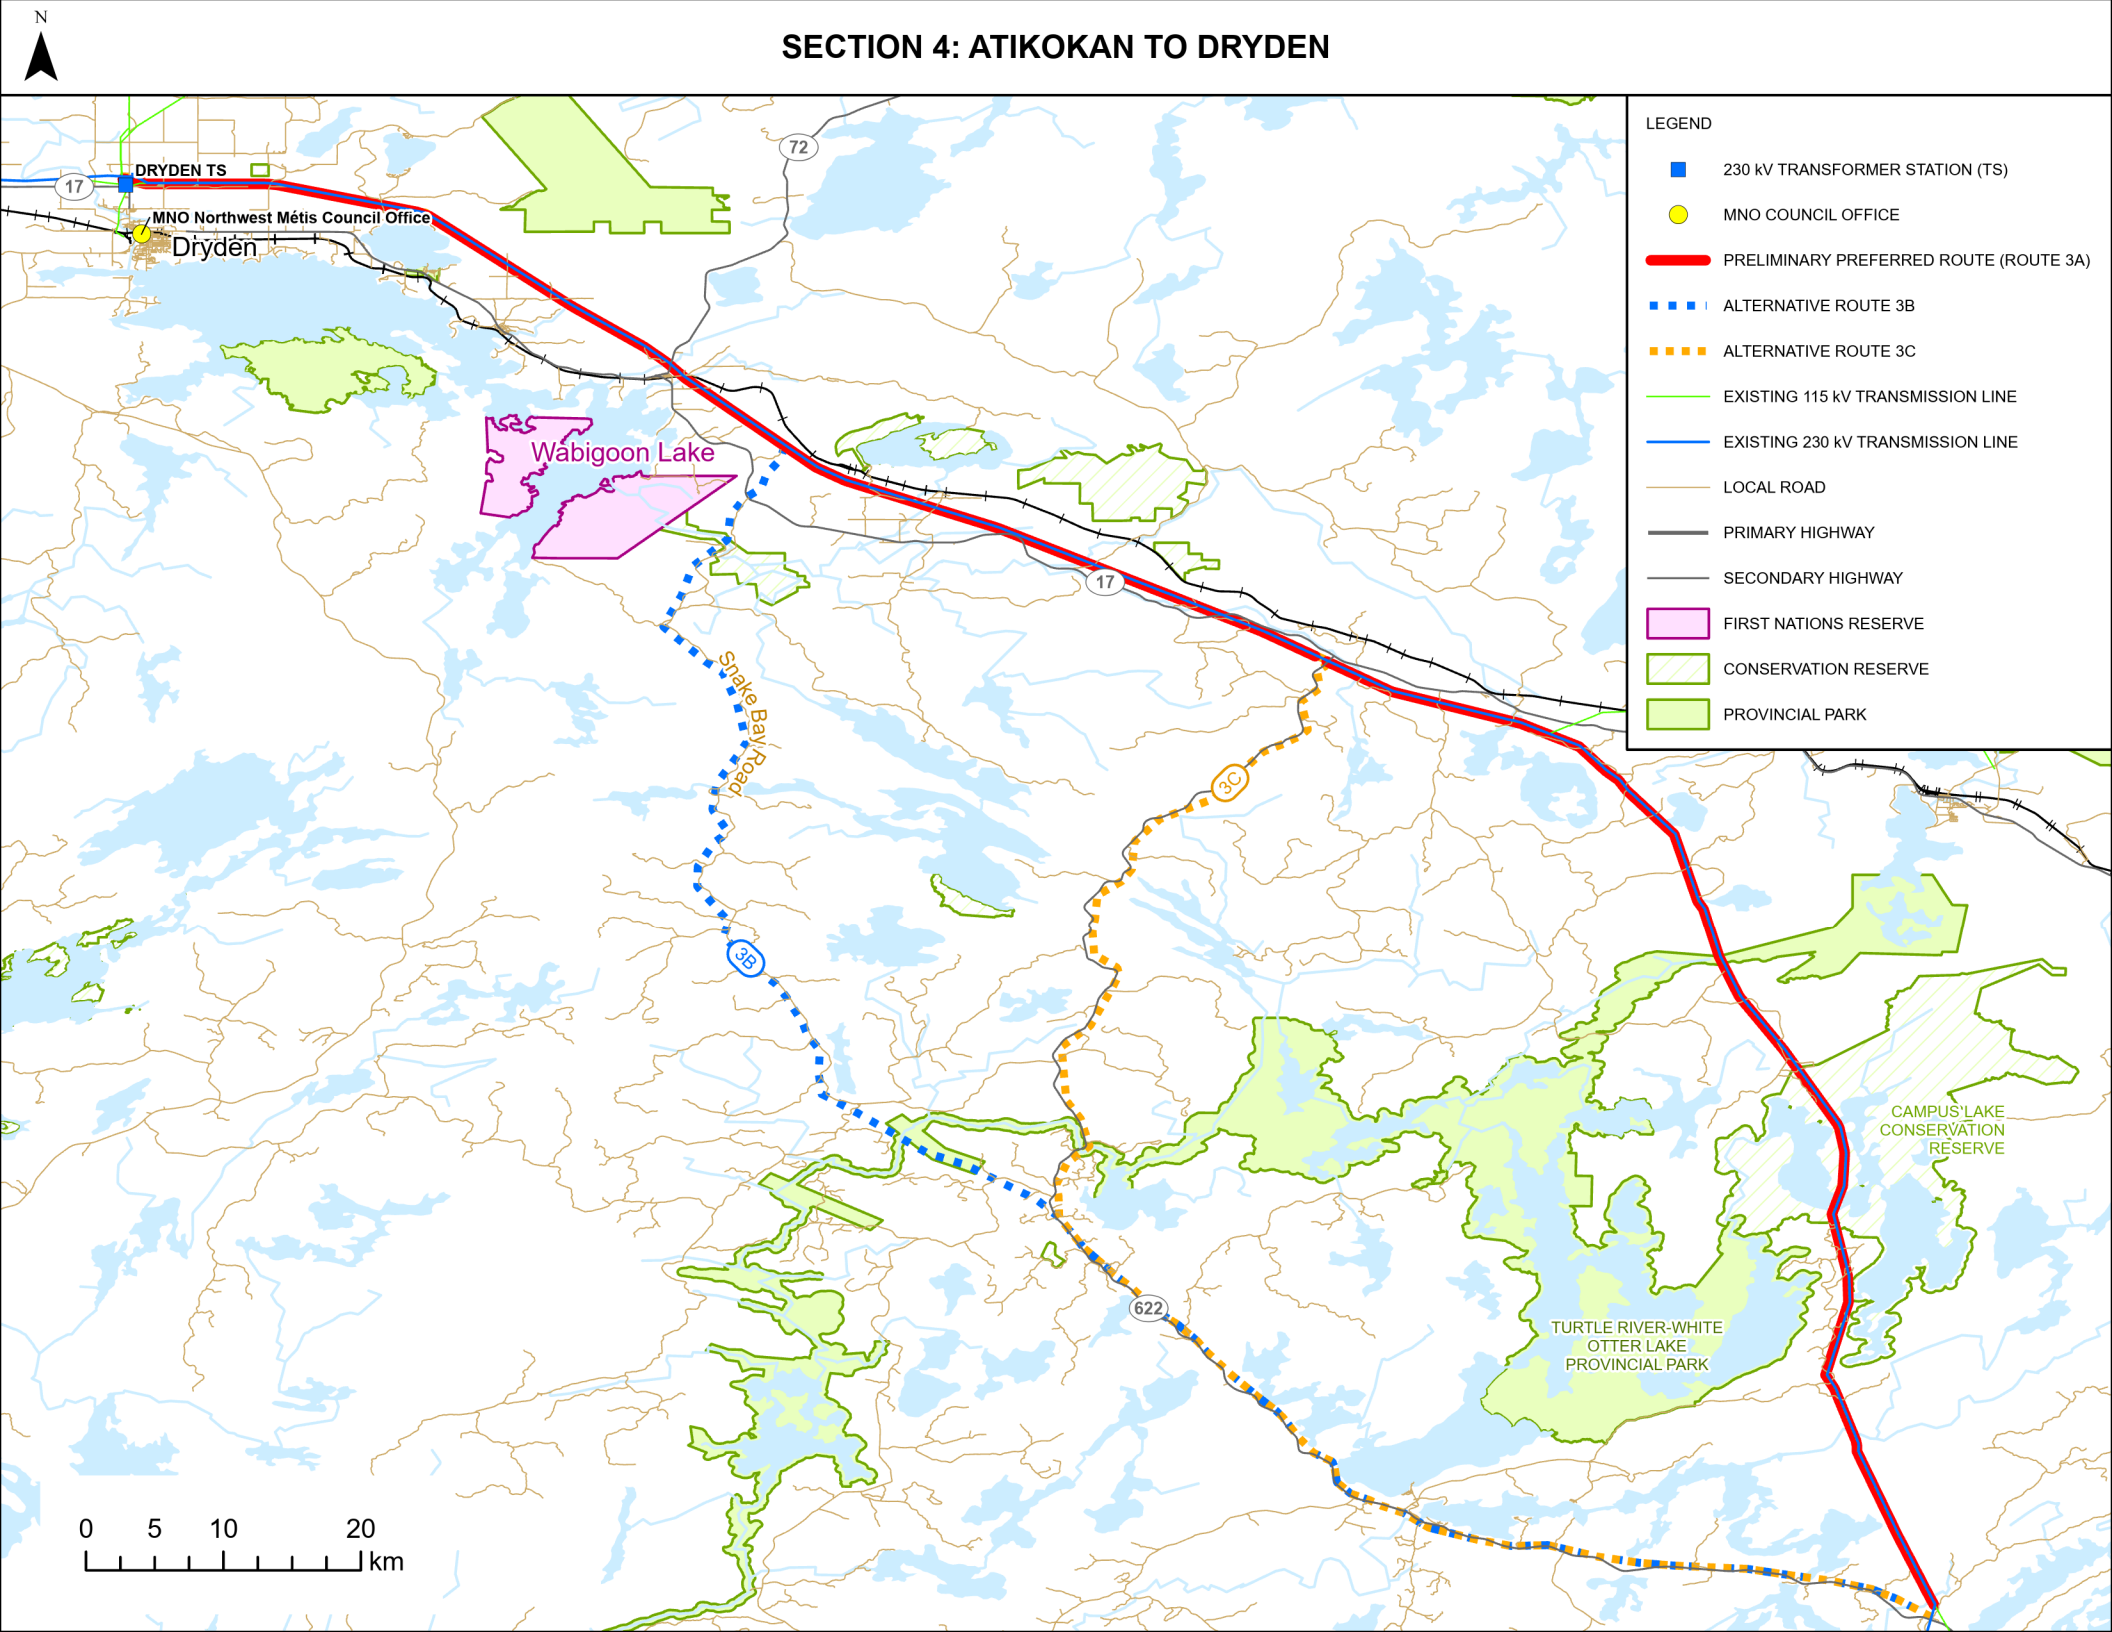 N
SECTION 4: ATIKOKAN TO DRYDEN
LEGEND
230 kV TRANSFORMER STATION (TS)
MNO COUNCIL OFFICE
PRELIMINARY PREFERRED ROUTE (ROUTE 3A)
ALTERNATIVE ROUTE 3B
ALTERNATIVE ROUTE 3C
EXISTING 115 kV TRANSMISSION LINE
EXISTING 230 kV TRANSMISSION LINE
LOCAL ROAD
PRIMARY HIGHWAY
SECONDARY HIGHWAY
FIRST NATIONS RESERVE
CONSERVATION RESERVE
PROVINCIAL PARK
72
DRYDEN TS
17
MNO Northwest Métis Council Office
Dryden
Wabigoon Lake
17
Snake Bay Road
3C
3B
CAMPUS LAKE
CONSERVATION
RESERVE
622
TURTLE RIVER-WHITE
OTTER LAKE
PROVINCIAL PARK
0 5 10 20
km